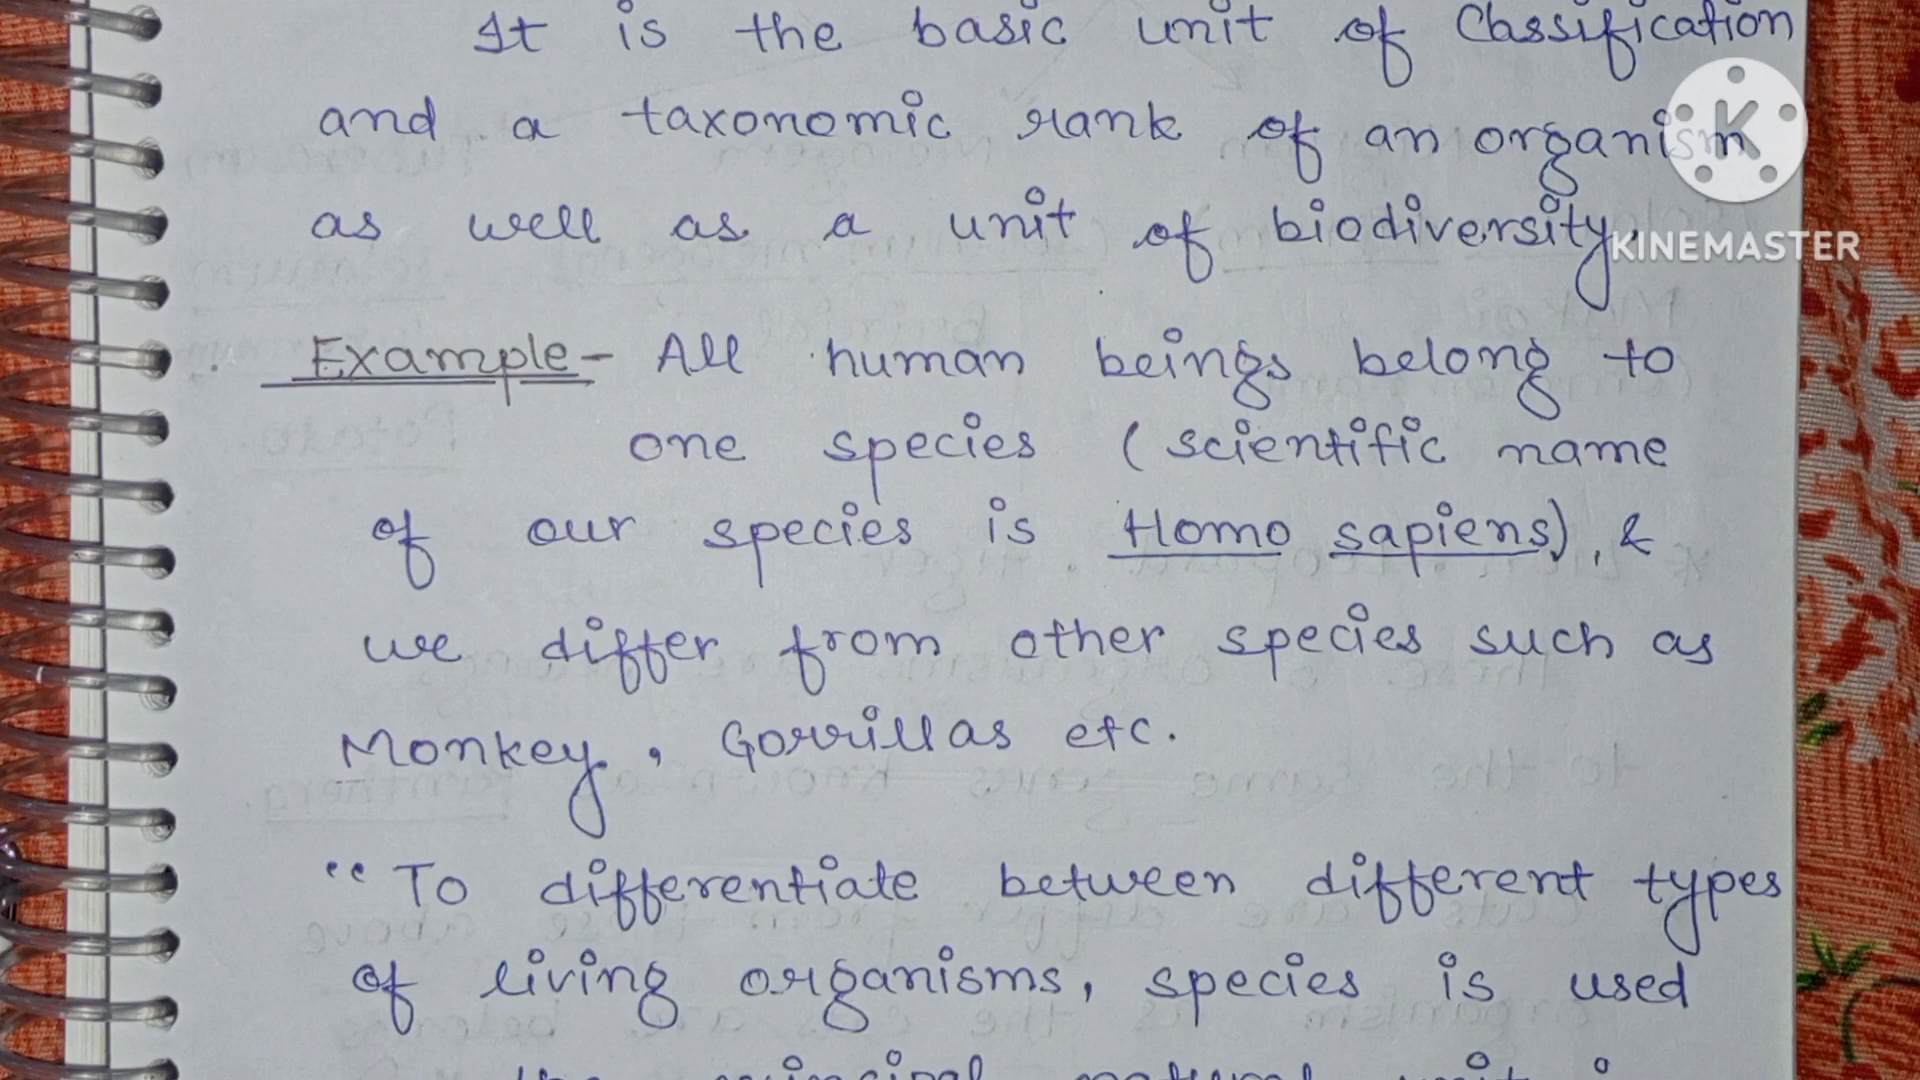 It is the basic unit of Classification
and a taxonomic rank of an organism
as well as a unit of biodiversity.
KINEMASTER
Example - All human beings belong to
one species (scientific name
of our species is Homo sapiens), &
we differ from other species such as
Monkey, Gorrillas etc.
"To differentiate between different types
of living organisms, species is used